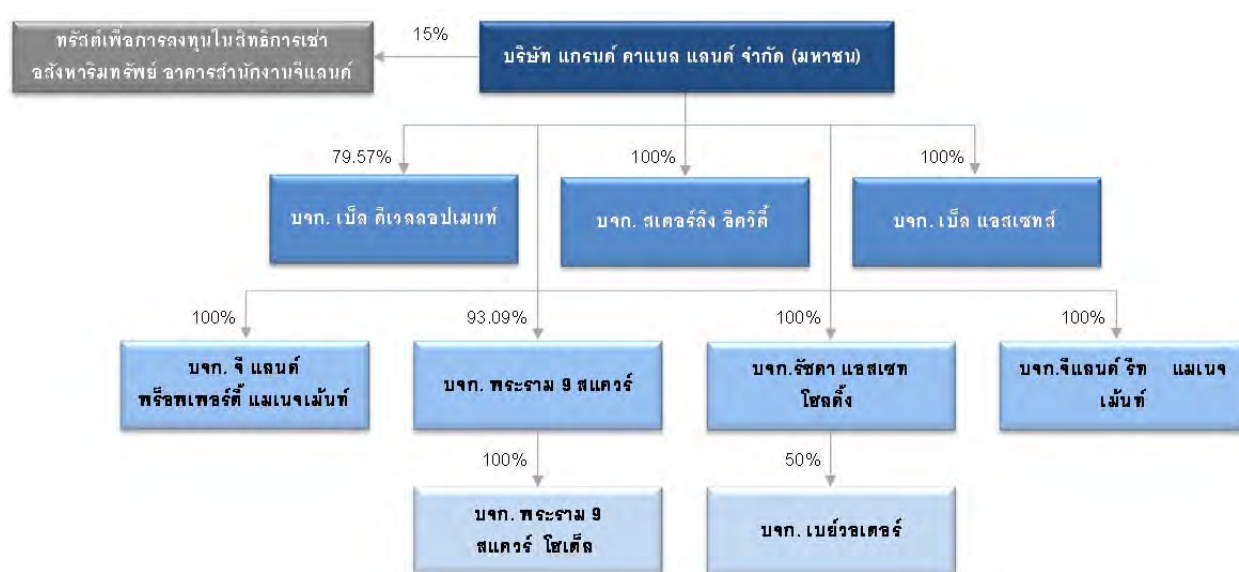 ทรัสต์เพื่อการลงทุนในสิทธิการเช่า
อสังหาริมทรัพย์ อาคารสำนักงานจีแลนด์
15%
บริษัท แกรนด์ คาแนล แลนด์ จำกัด (มหาชน)
79.57%
100%
100%
บจก. เบ็ล ดีเวลลอปเมนท์
บจก. สเตอร์ลิง อีควิตี้
บจก. เบ็ล แอสเซทส์
100%
93.09%
100%
100%
บจก. จี แลนด์
พร็อพเพอร์ตี้ แมเนจเม้นท์
บจก. พระราม 9 สแควร์
บจก.รัชดา แอสเซท
โฮลดิ้ง
บจก.จีแลนด์ รีท แมเนจ
เม้นท์
100%
50%
บจก. พระราม 9
สแควร์ โฮเต็ล
บจก. เบย์วอเตอร์